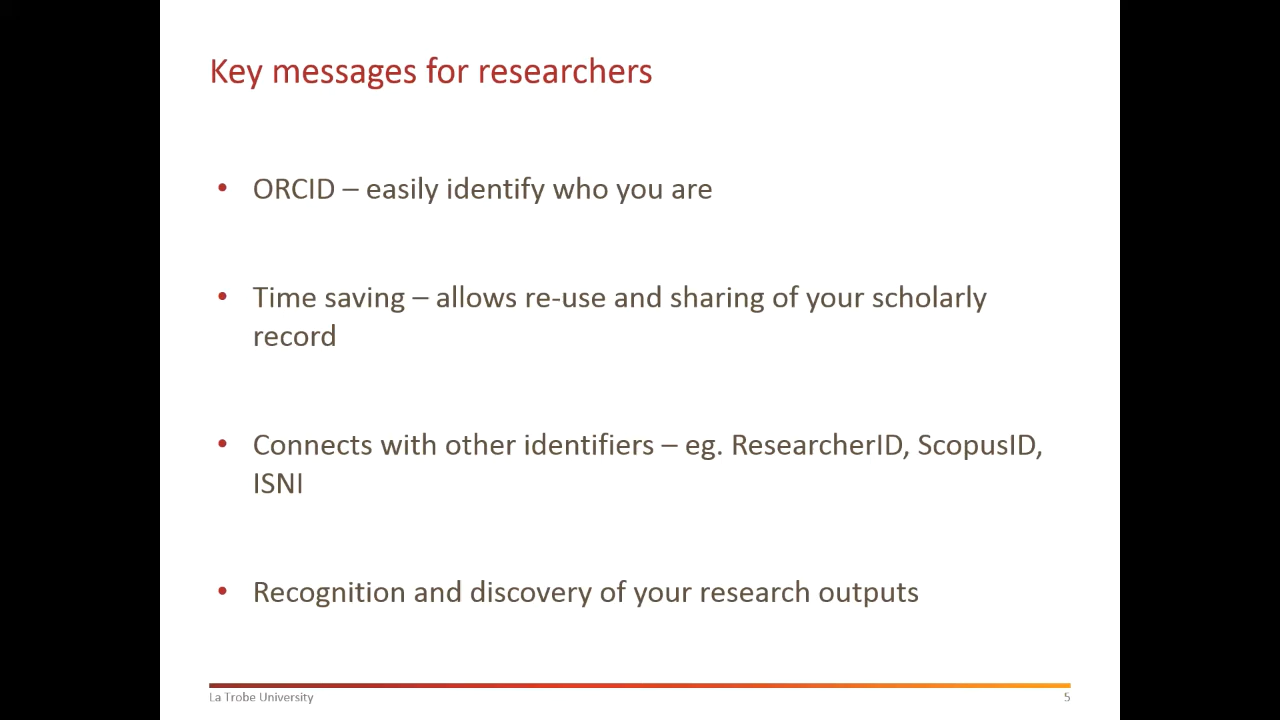 Key messages for researchers
• ORCID – easily identify who you are
• Time saving – allows re-use and sharing of your scholarly
record
• Connects with other identifiers – eg. ResearcherID, ScopusID,
ISNI
• Recognition and discovery of your research outputs
La Trobe University
5